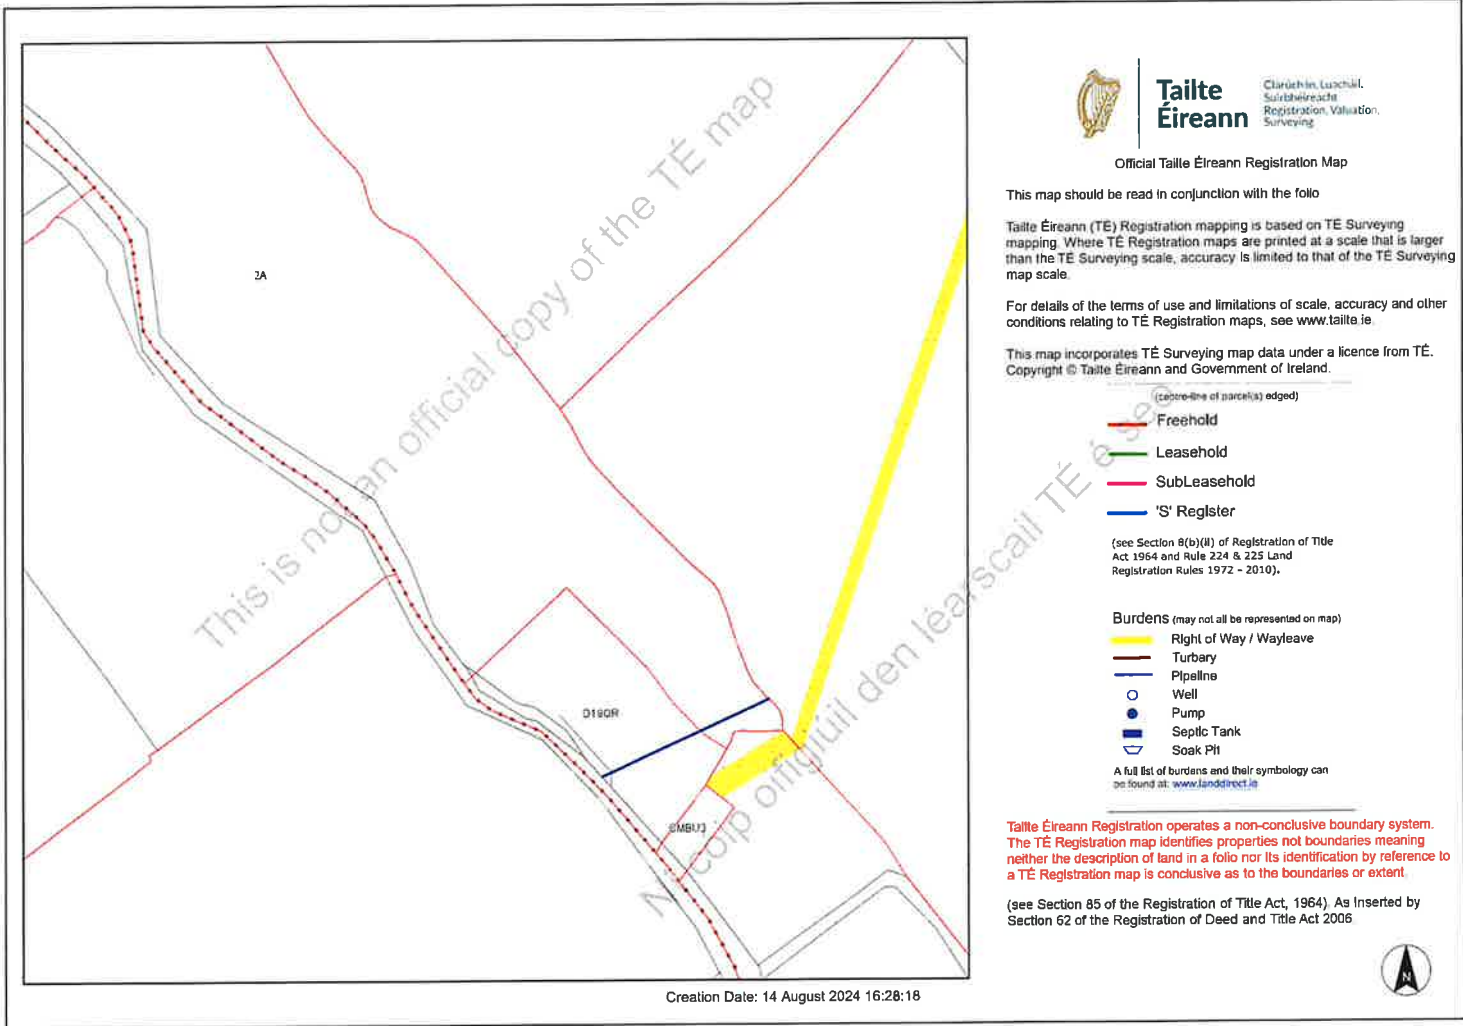 This is not an official copy of the TÉ map
Ní cóip oifigiúil den léarscáil TÉ é seo
2A
D190R
Tailte
Éireann
Clárúchán, Luacháil,
Suirbhéireacht
Registration, Valuation,
Surveying
Official Tailte Éireann Registration Map
This map should be read in conjunction with the folio
Tailte Éireann (TÉ) Registration mapping is based on TÉ Surveying
mapping. Where TÉ Registration maps are printed at a scale that is larger
than the TÉ Surveying scale, accuracy is limited to that of the TÉ Surveying
map scale.
For details of the terms of use and limitations of scale, accuracy and other
conditions relating to TÉ Registration maps, see www.tailte.ie.
This map incorporates TÉ Surveying map data under a licence from TÉ.
Copyright © Tailte Éireann and Government of Ireland.
(centre-line of parcel(s) edged)
Freehold
Leasehold
SubLeasehold
'S' Register
(see Section 8(b)(ii) of Registration of Title
Act 1964 and Rule 224 & 225 Land
Registration Rules 1972 - 2010).
Burdens (may not all be represented on map)
Right of Way / Wayleave
Turbary
Pipeline
Well
Pump
Septic Tank
Soak Pit
A full list of burdens and their symbology can
be found at: www.landdirect.ie
Tailte Éireann Registration operates a non-conclusive boundary system.
The TÉ Registration map identifies properties not boundaries meaning
neither the description of land in a folio nor its identification by reference to
a TÉ Registration map is conclusive as to the boundaries or extent
(see Section 85 of the Registration of Title Act, 1964). As inserted by
Section 62 of the Registration of Deed and Title Act 2006.
N
Creation Date: 14 August 2024 16:28:18